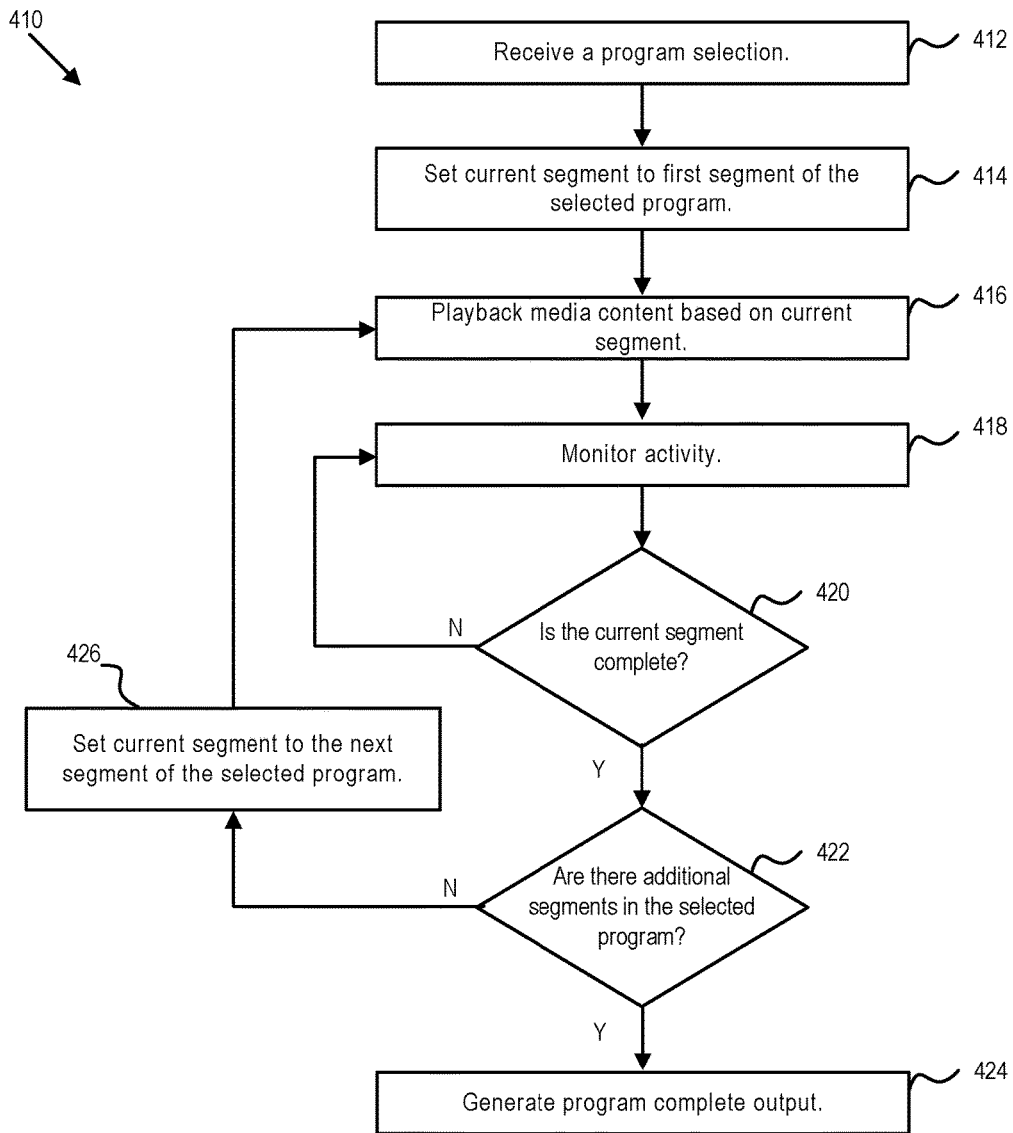 410
Receive a program selection.
412
Set current segment to first segment of the
selected program.
414
Playback media content based on current
segment.
416
Monitor activity.
418
Is the current segment
complete?
420
N
Y
426
Set current segment to the next
segment of the selected program.
Are there additional
segments in the selected
program?
422
N
Y
Generate program complete output.
424